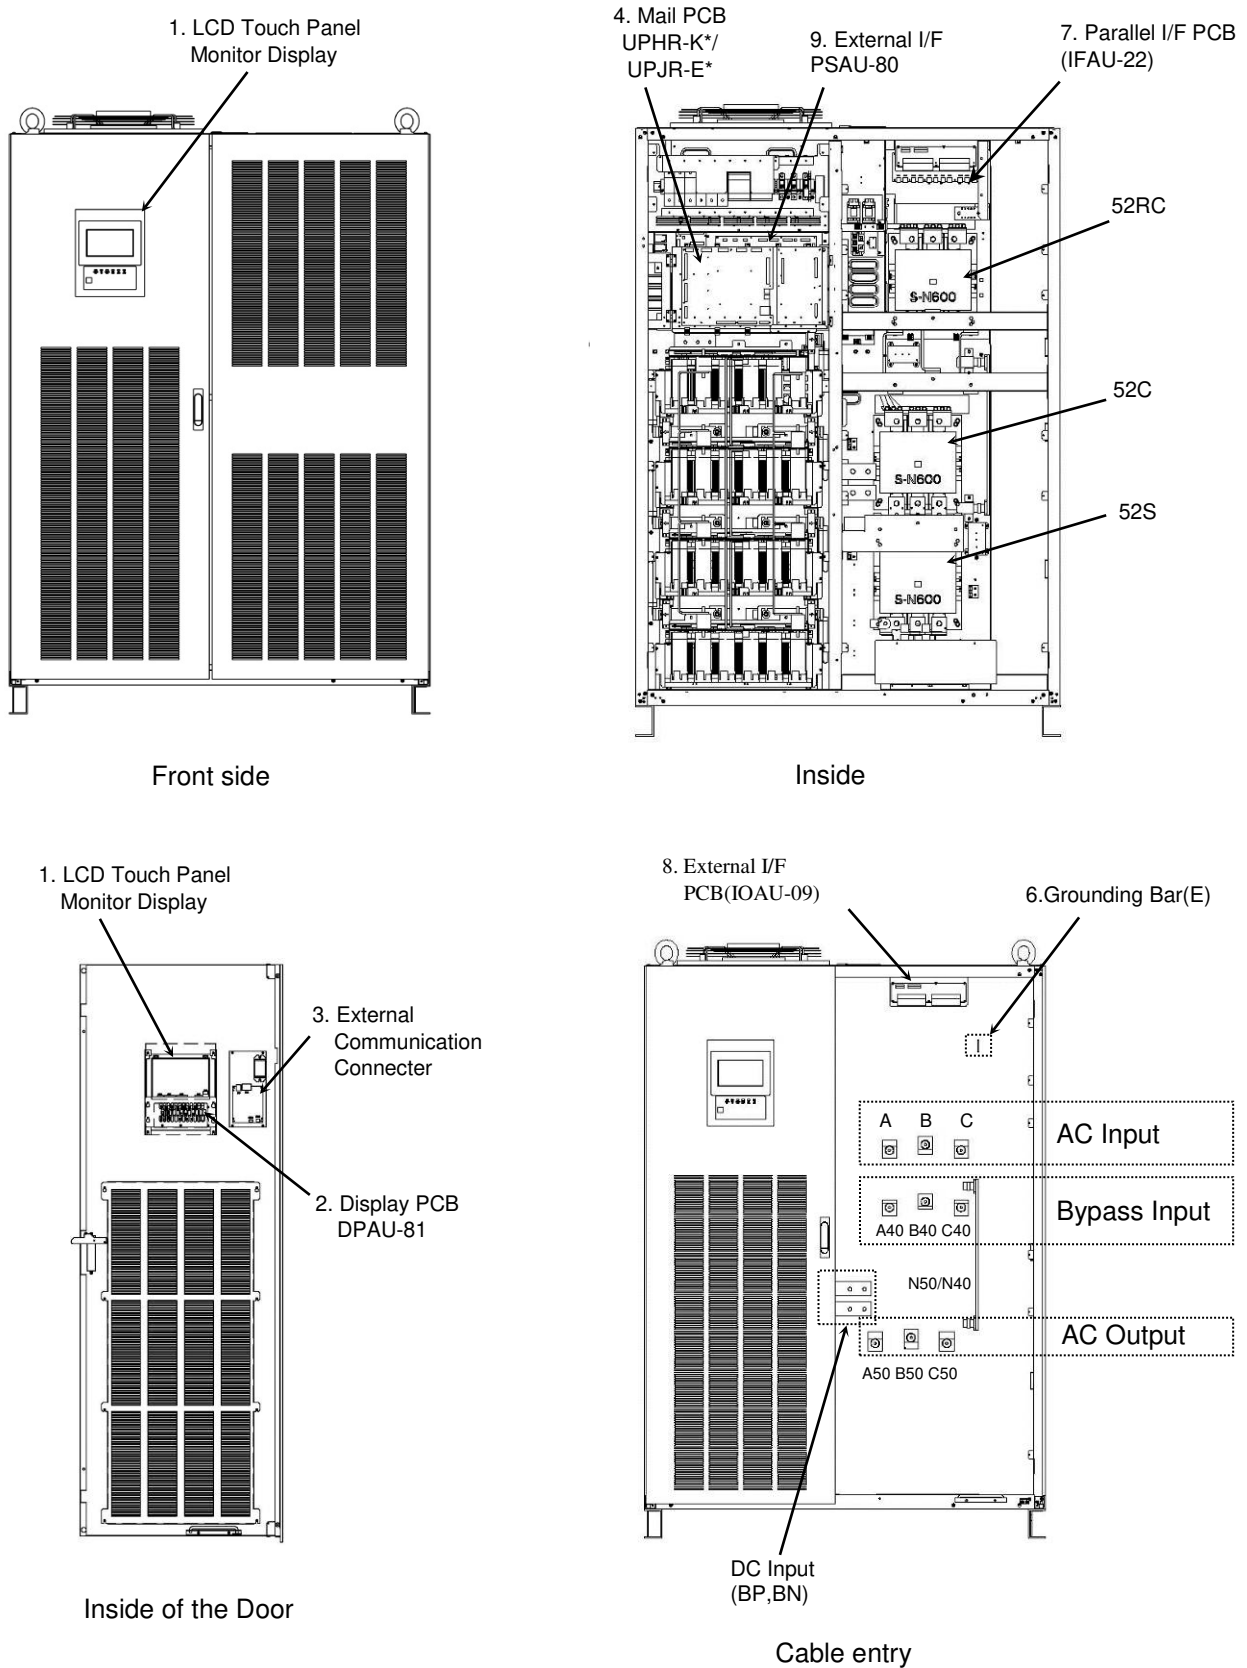 1. LCD Touch Panel
Monitor Display
Front side
4. Mail PCB
UPHR-K*/
UPJR-E*
9. External I/F
PSAU-80
7. Parallel I/F PCB
(IFAU-22)
52RC
S-N600
52C
S-N600
52S
S-N600
Inside
1. LCD Touch Panel
Monitor Display
3. External
Communication
Connecter
2. Display PCB
DPAU-81
Inside of the Door
8. External I/F
PCB(IOAU-09)
6.Grounding Bar(E)
A B C
AC Input
Bypass Input
A40 B40 C40
N50/N40
AC Output
A50 B50 C50
DC Input
(BP,BN)
Cable entry